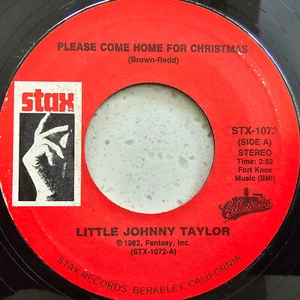 PLEASE COME HOME FOR CHRISTMAS
(Brown-Redd)
stax
STX-1072
(SIDE A)
STEREO
Time: 2:52
Fort Knox
Music (BMI)
LITTLE JOHNNY TAYLOR
℗1982, Fantasy, Inc.
(STX-1072-A)
STAX RECORDS, BERKELEY, CALIFORNIA